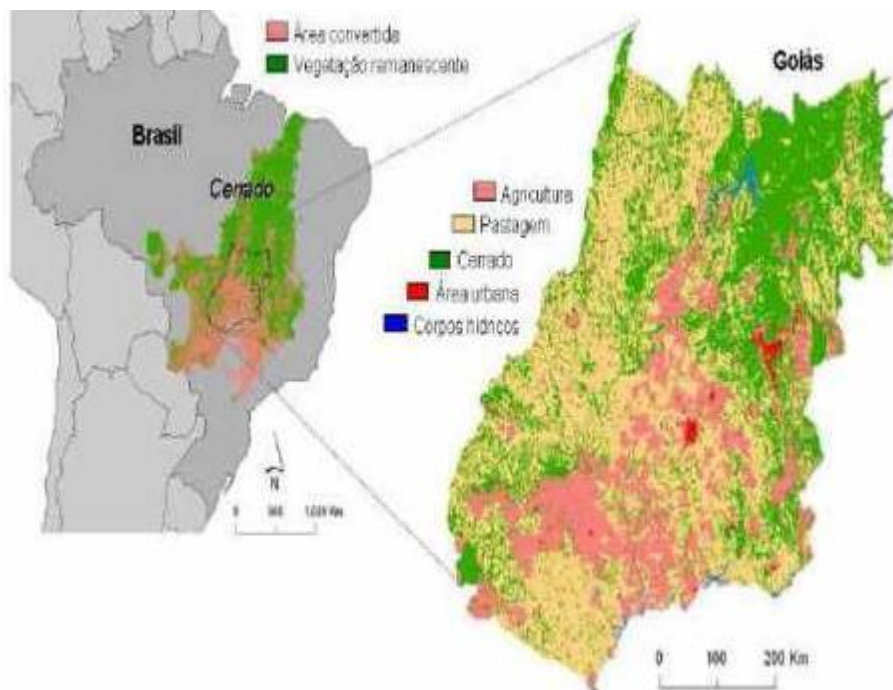 Área convertida
Vegetação remanescente
Goiás
Brasil
Cerrado
Agricultura
Pastagem
Cerrado
Área urbana
Corpos hídricos
N
0 500 1.000 Km
0 100 200 Km